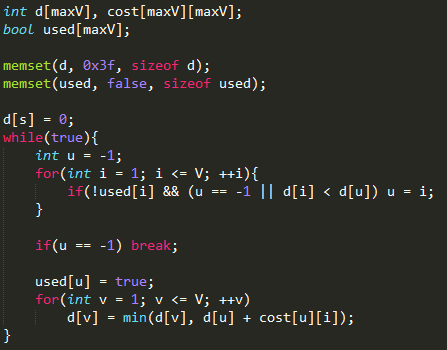 int d[maxV], cost[maxV][maxV];
bool used[maxV];
memset(d, 0x3f, sizeof d);
memset(used, false, sizeof used);
d[s] = 0;
while(true){
int u = -1;
for(int i = 1; i <= V; ++i){
if(!used[i] && (u == -1 || d[i] < d[u]) u = i;
}
if(u == -1) break;
used[u] = true;
for(int v = 1; v <= V; ++v)
d[v] = min(d[v], d[u] + cost[u][i]);
}